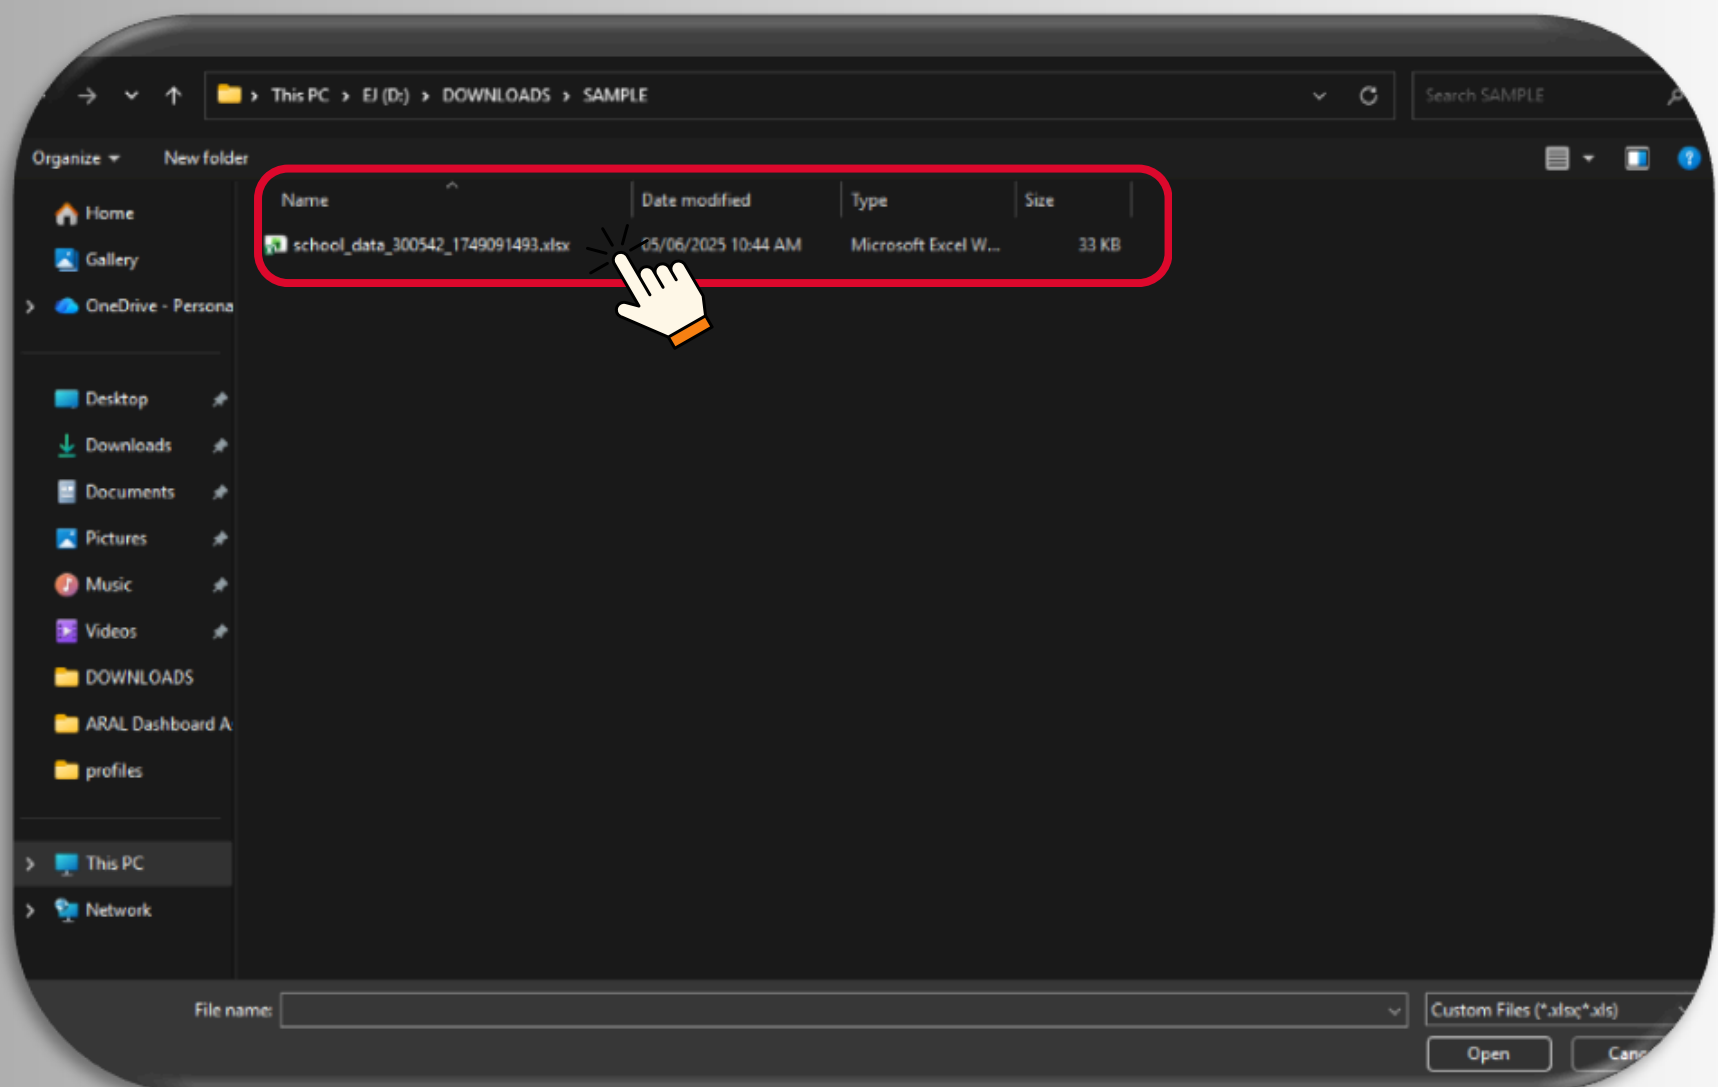 This PC > EJ (D:) > DOWNLOADS > SAMPLE
Search SAMPLE
Organize
New folder
Name
Date modified
Type
Size
school_data_300542_1749091493.xlsx
05/06/2025 10:44 AM
Microsoft Excel W...
33 KB
Home
Gallery
OneDrive - Persona
Desktop
Downloads
Documents
Pictures
Music
Videos
DOWNLOADS
ARAL Dashboard A
profiles
This PC
Network
File name:
Custom Files (*.xlsx;*.xls)
Open
Canc